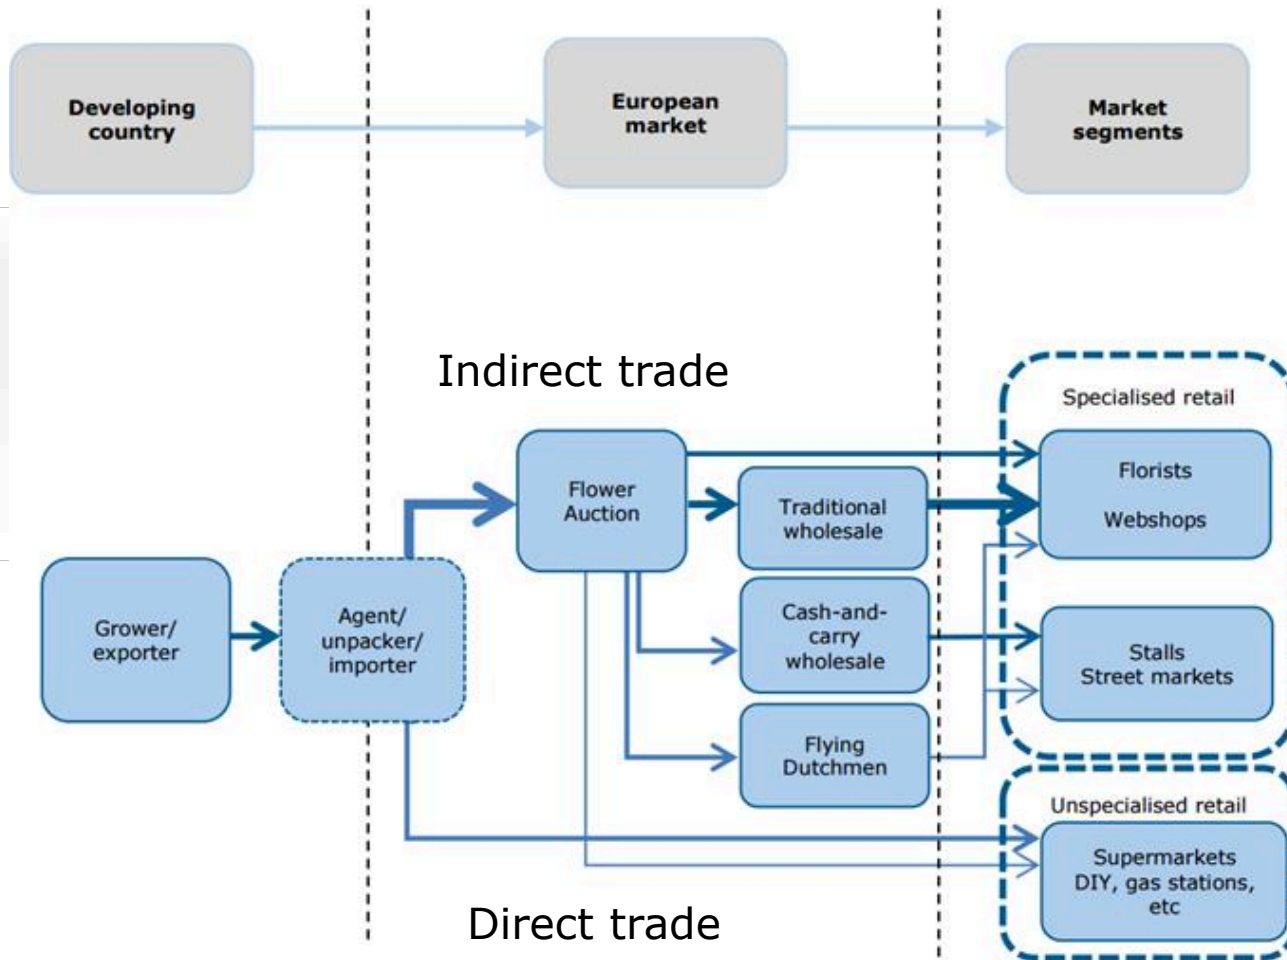 Developing
country
European
market
Market
segments
Indirect trade
Specialised retail
Florists
Webshops
Flower
Auction
Traditional
wholesale
Grower/
exporter
Agent/
unpacker/
importer
Cash-and-
carry
wholesale
Stalls
Street markets
Flying
Dutchmen
Unspecialised retail
Supermarkets
DIY, gas stations,
etc
Direct trade